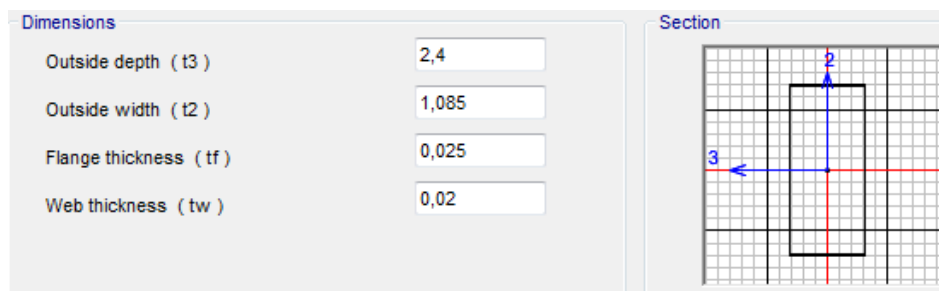 Dimensions
Outside depth ( t3 )
2,4
Outside width ( t2 )
1,085
Flange thickness ( tf )
0,025
Web thickness ( tw )
0,02
Section
2
3